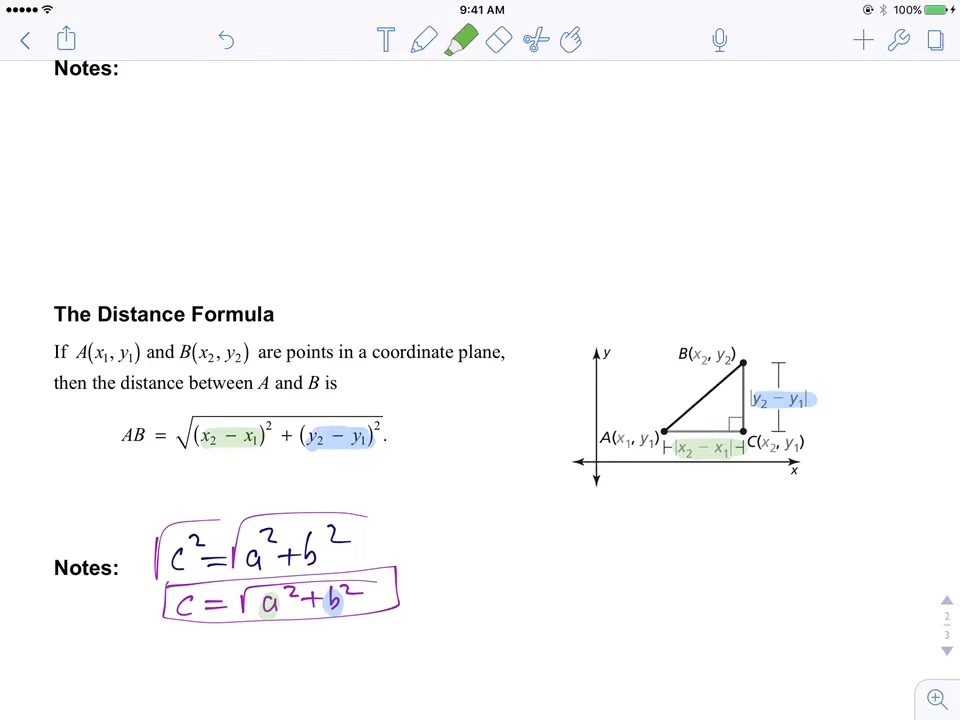 9:41 AM
100%
T
Notes:
The Distance Formula
If A(x₁, y₁) and B(x₂, y₂) are points in a coordinate plane,
then the distance between A and B is
AB = √(x₂ − x₁)² + (y₂ − y₁)².
y
B(x₂, y₂)
|y₂ − y₁|
A(x₁, y₁)
|x₂ − x₁|
C(x₂, y₁)
x
Notes:
√c² = √a² + b²
c = √a² + b²
2
3